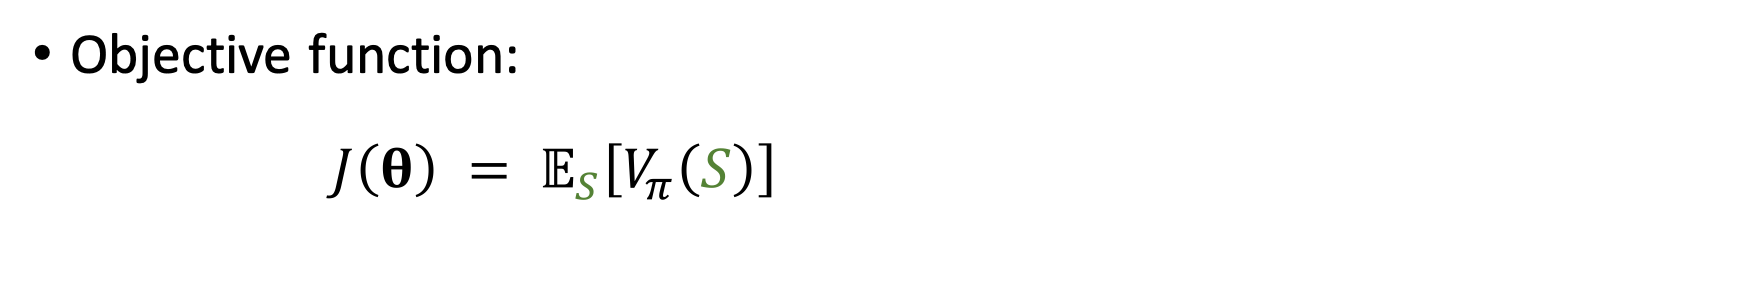 • Objective function:
J(θ) = 𝔼_S[V_π(S)]